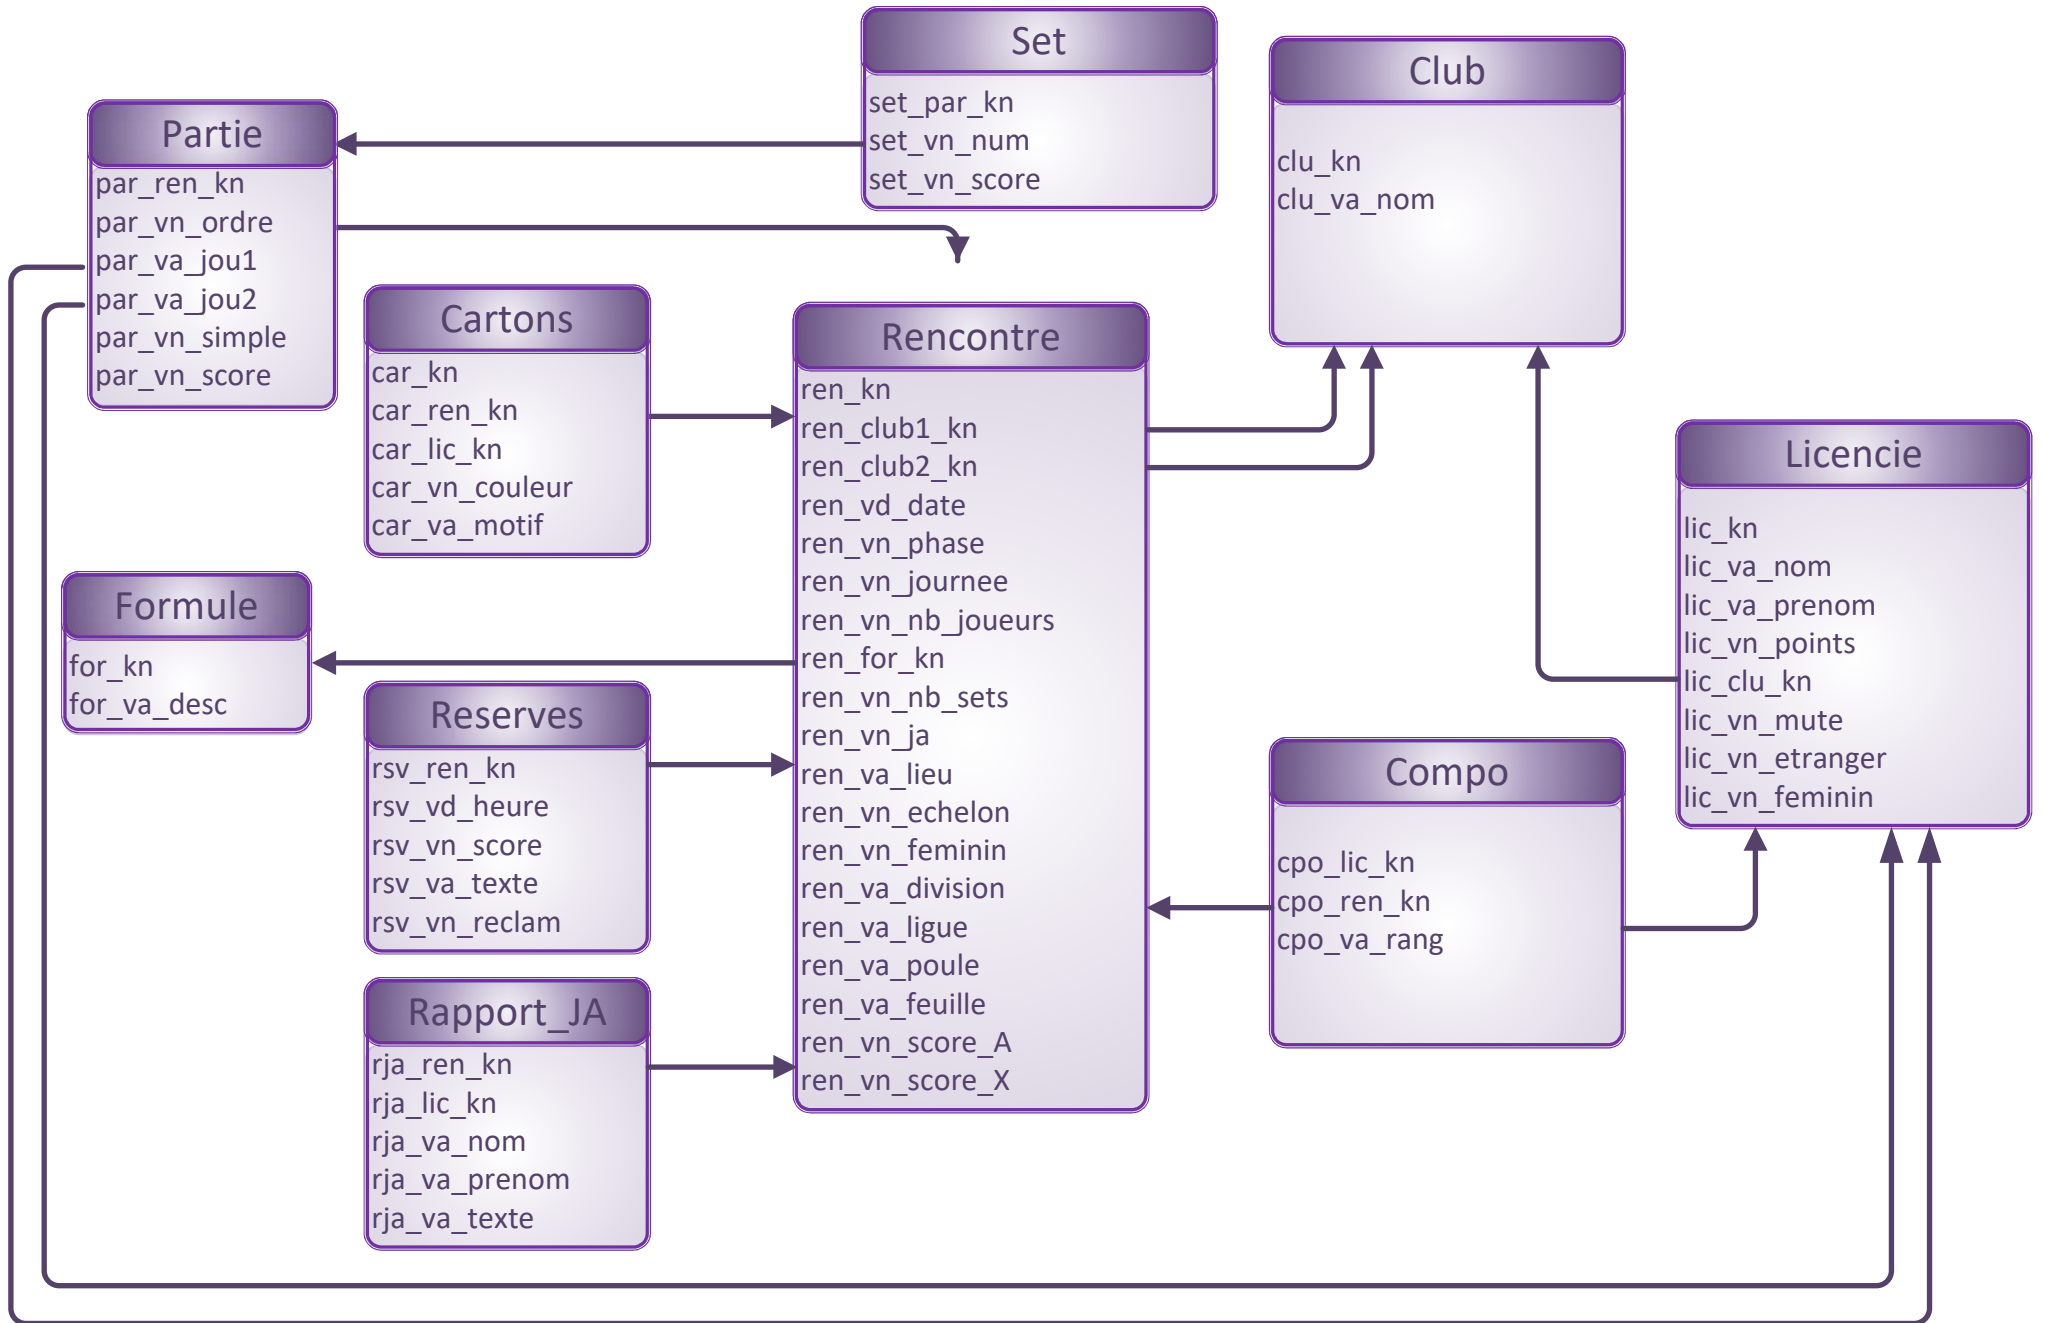 Set
set_par_kn
set_vn_num
set_vn_score
Club
clu_kn
clu_va_nom
Partie
par_ren_kn
par_vn_ordre
par_va_jou1
par_va_jou2
par_vn_simple
par_vn_score
Cartons
car_kn
car_ren_kn
car_lic_kn
car_vn_couleur
car_va_motif
Rencontre
ren_kn
ren_club1_kn
ren_club2_kn
ren_vd_date
ren_vn_phase
ren_vn_journee
ren_vn_nb_joueurs
ren_for_kn
ren_vn_nb_sets
ren_vn_ja
ren_va_lieu
ren_vn_echelon
ren_vn_feminin
ren_va_division
ren_va_ligue
ren_va_poule
ren_va_feuille
ren_vn_score_A
ren_vn_score_X
Licencie
lic_kn
lic_va_nom
lic_va_prenom
lic_vn_points
lic_clu_kn
lic_vn_mute
lic_vn_etranger
lic_vn_feminin
Formule
for_kn
for_va_desc
Reserves
rsv_ren_kn
rsv_vd_heure
rsv_vn_score
rsv_va_texte
rsv_vn_reclam
Compo
cpo_lic_kn
cpo_ren_kn
cpo_va_rang
Rapport_JA
rja_ren_kn
rja_lic_kn
rja_va_nom
rja_va_prenom
rja_va_texte